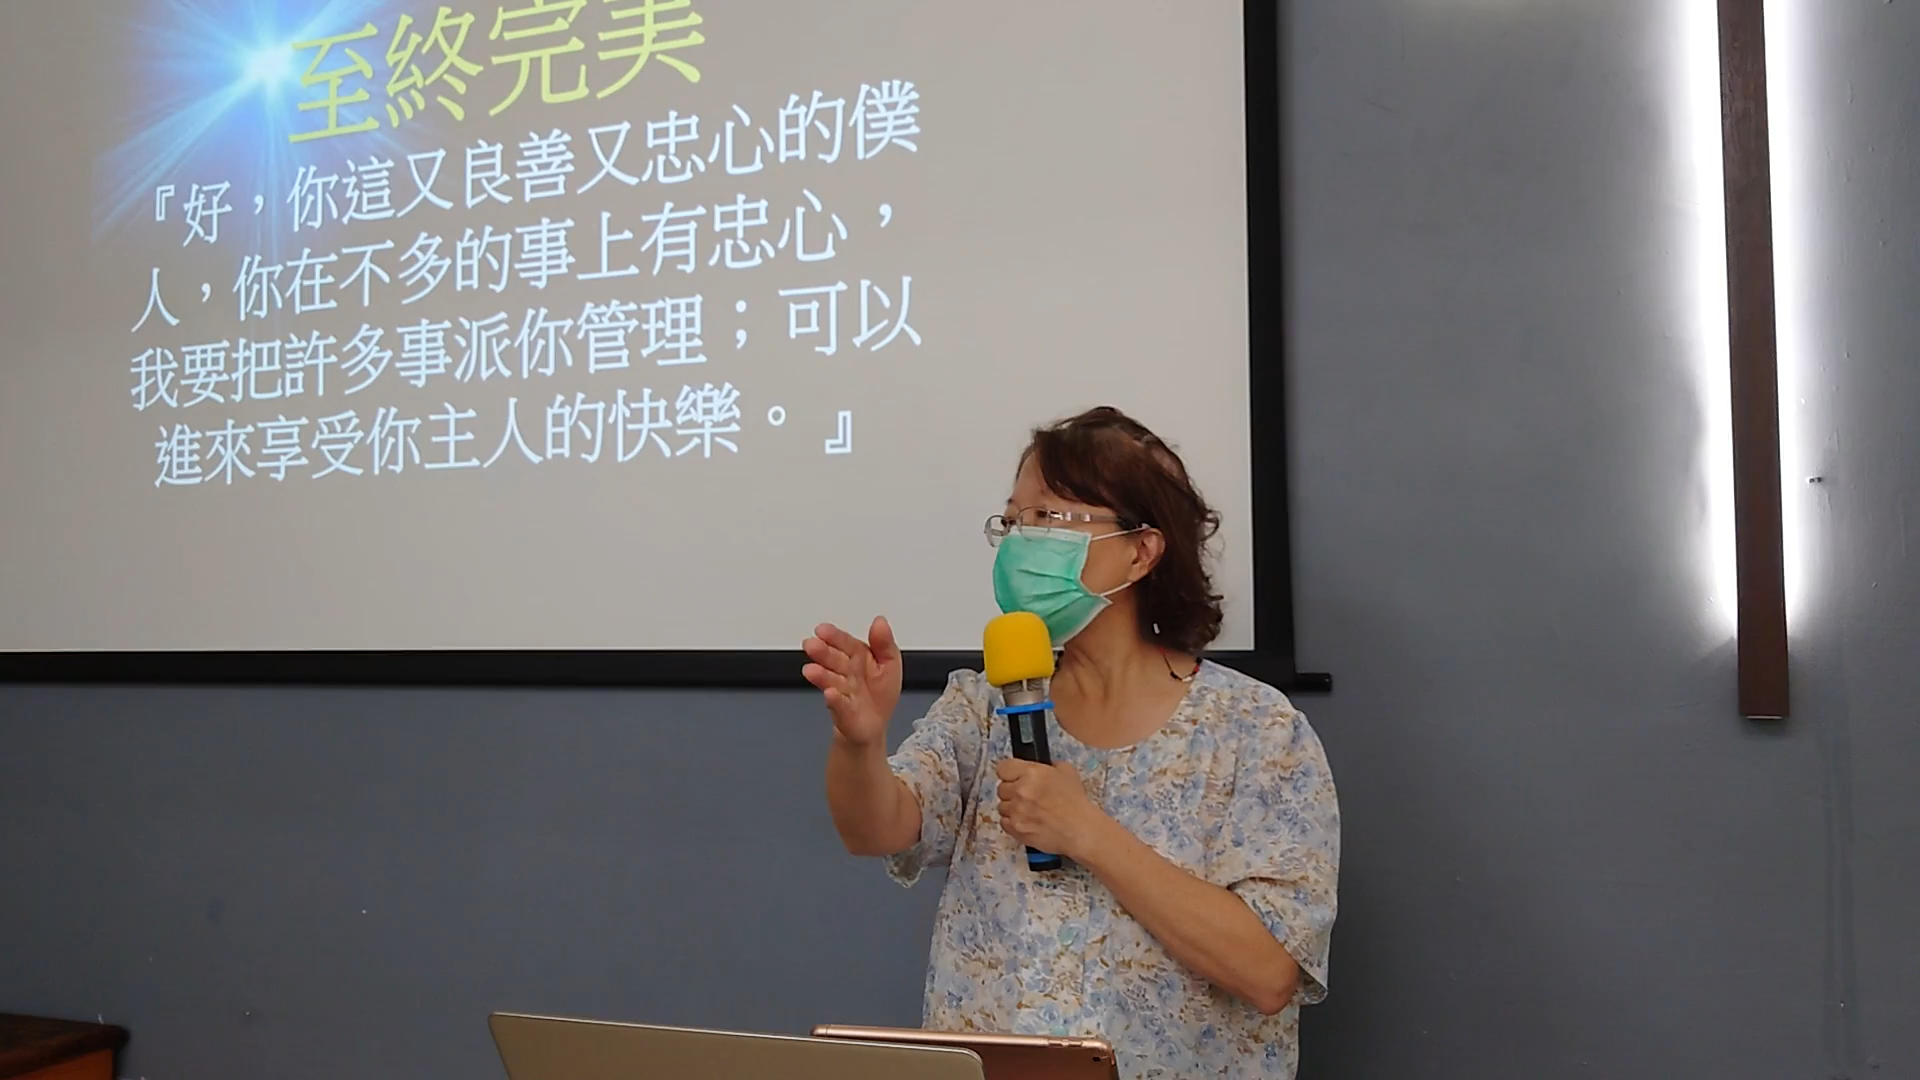 至終完美
『好,你這又良善又忠心的僕
人,你在不多的事上有忠心,
我要把許多事派你管理;可以
進來享受你主人的快樂。』